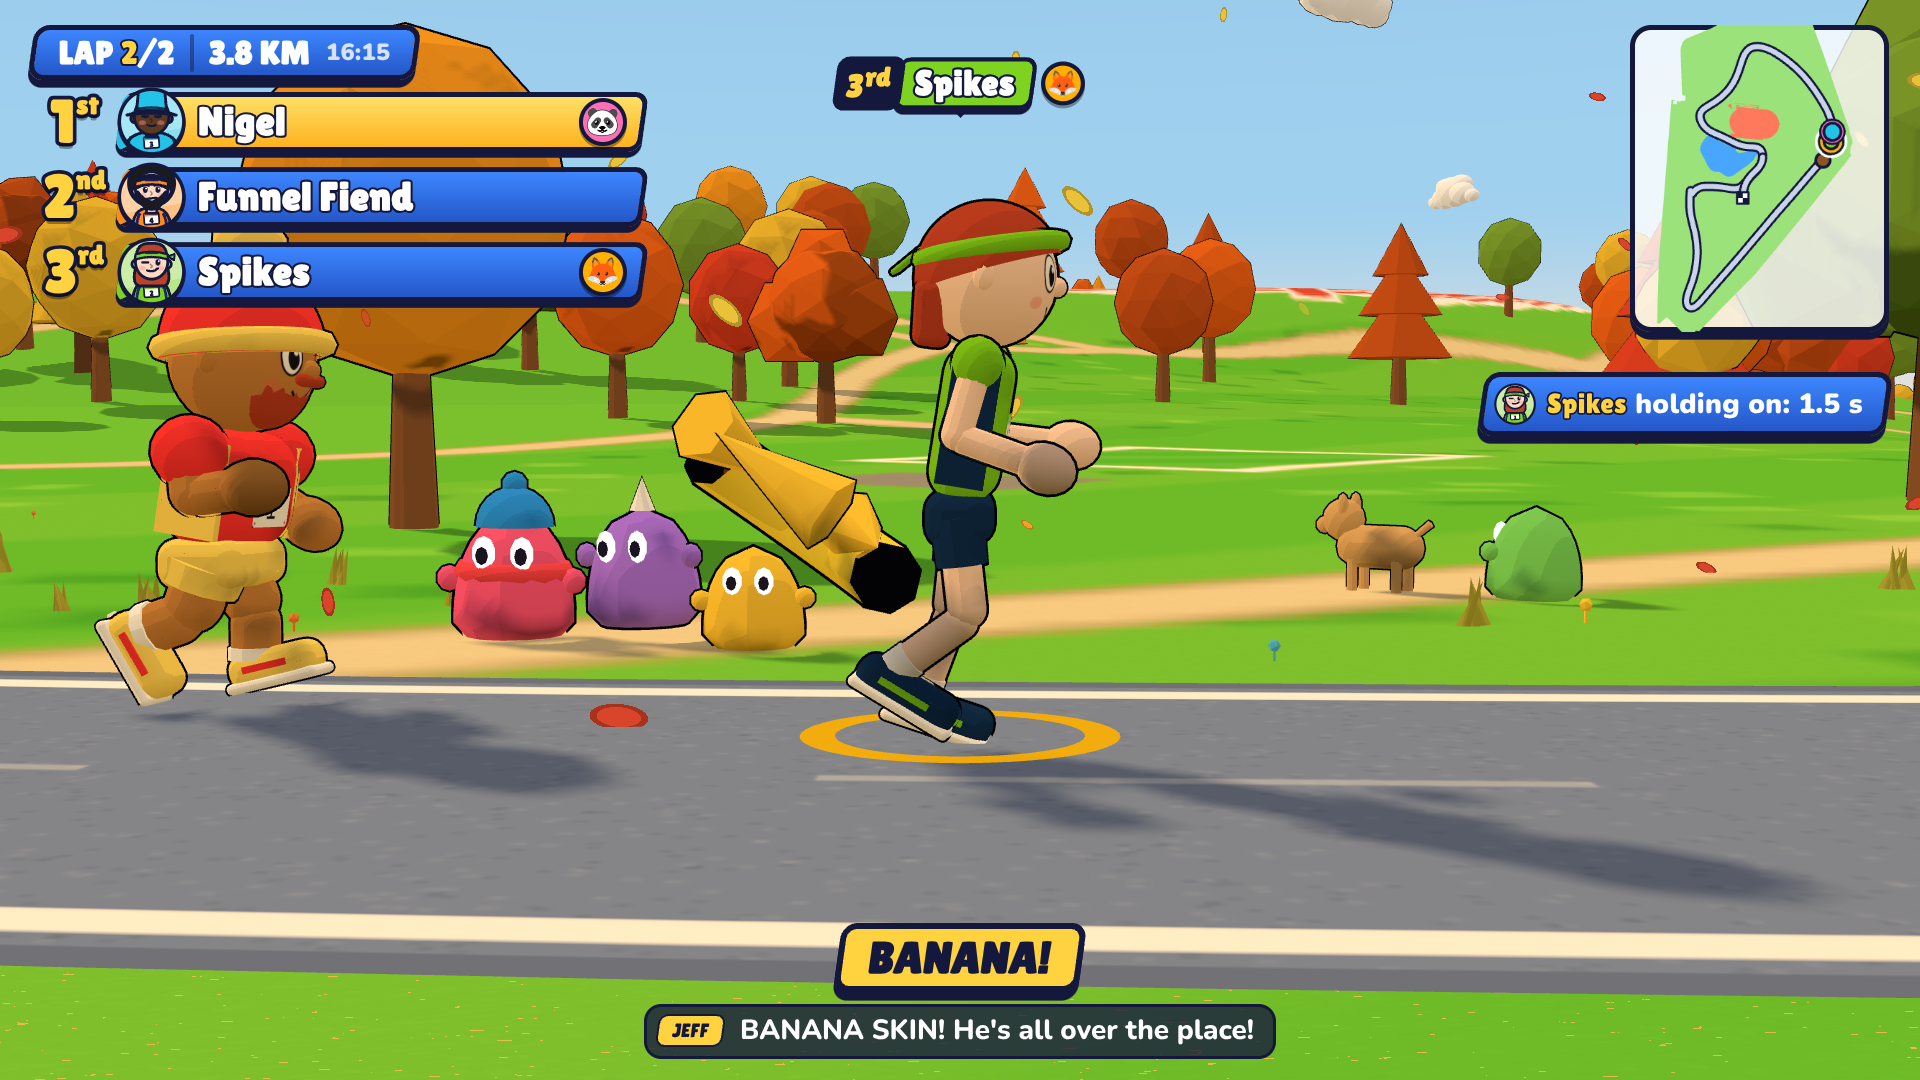 LAP 2/2 3.8 KM 16:15
1st Nigel
2nd Funnel Fiend
3rd Spikes
3rd Spikes
Spikes holding on: 1.5 s
BANANA!
JEFF BANANA SKIN! He's all over the place!